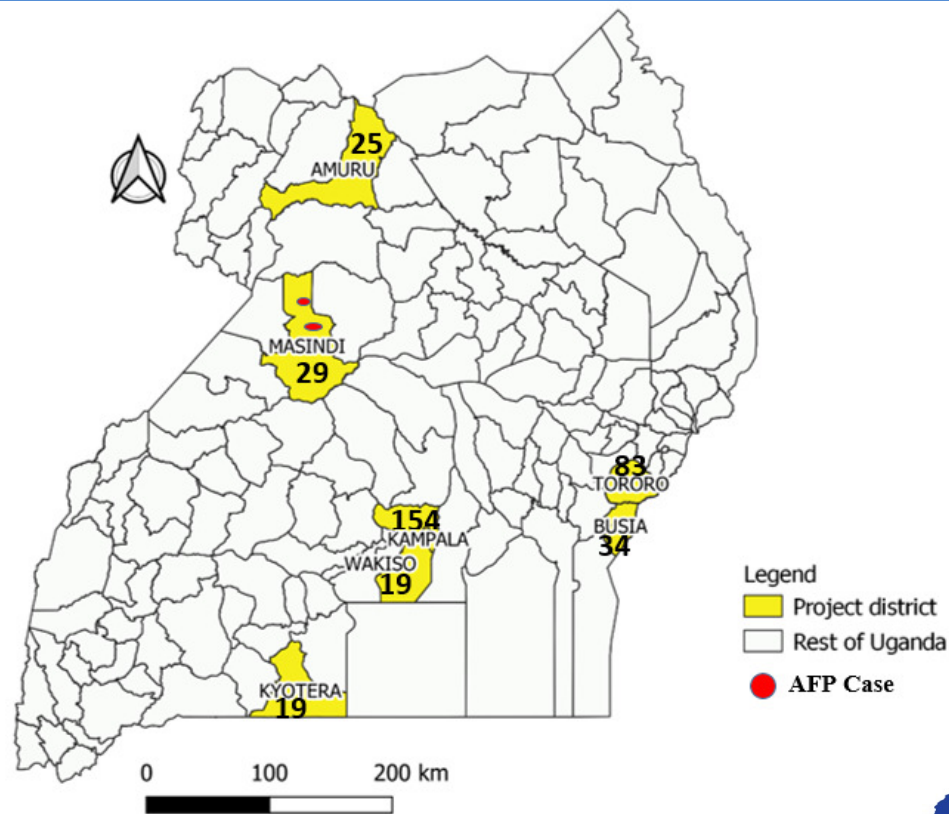 25
AMURU
MASINDI
29
83
TORORO
BUSIA
34
154
KAMPALA
WAKISO
19
KYOTERA
19
Legend
Project district
Rest of Uganda
AFP Case
0 100 200 km